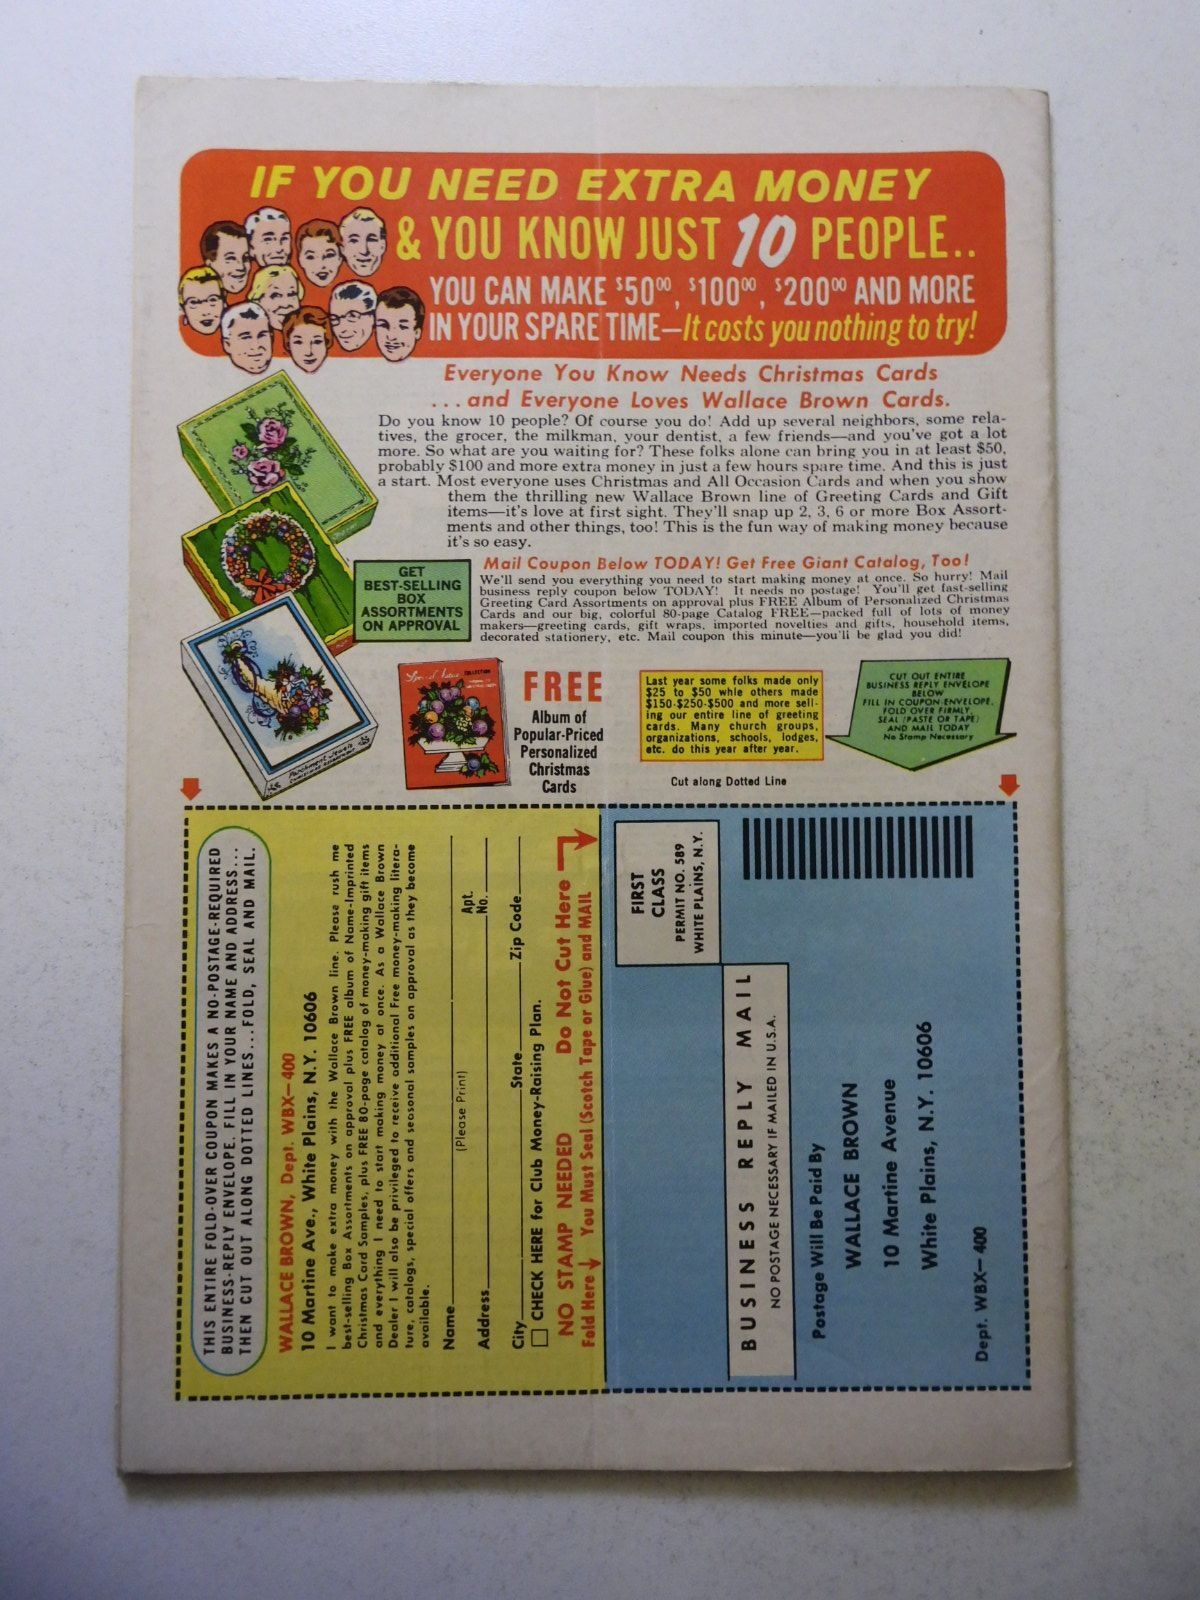 IF YOU NEED EXTRA MONEY
& YOU KNOW JUST 10 PEOPLE..
YOU CAN MAKE $50⁰⁰, $100⁰⁰, $200⁰⁰ AND MORE
IN YOUR SPARE TIME—It costs you nothing to try!
Everyone You Know Needs Christmas Cards
...and Everyone Loves Wallace Brown Cards.
Do you know 10 people? Of course you do! Add up several neighbors, some rela-
tives, the grocer, the milkman, your dentist, a few friends—and you've got a lot
more. So what are you waiting for? These folks alone can bring you in at least $50,
probably $100 and more extra money in just a few hours spare time. And this is just
a start. Most everyone uses Christmas and All Occasion Cards and when you show
them the thrilling new Wallace Brown line of Greeting Cards and Gift
items—it's love at first sight. They'll snap up 2, 3, 6 or more Box Assort-
ments and other things, too! This is the fun way of making money because
it's so easy.
GET
BEST-SELLING
BOX
ASSORTMENTS
ON APPROVAL
Mail Coupon Below TODAY! Get Free Giant Catalog, Too!
We'll send you everything you need to start making money at once. So hurry! Mail
business reply coupon below TODAY! It needs no postage! You'll get fast-selling
Greeting Card Assortments on approval plus FREE Album of Personalized Christmas
Cards and our big, colorful 80-page Catalog FREE—packed full of lots of money
makers—greeting cards, gift wraps, imported novelties and gifts, household items,
decorated stationery, etc. Mail coupon this minute—you'll be glad you did!
Parchment Jewels
COLLECTION
FREE
Album of
Popular-Priced
Personalized
Christmas
Cards
Last year some folks made only
$25 to $50 while others made
$150-$250-$500 and more sell-
ing our entire line of greeting
cards. Many church groups,
organizations, schools, lodges,
etc. do this year after year.
CUT OUT ENTIRE
BUSINESS REPLY ENVELOPE
BELOW
FILL IN COUPON-ENVELOPE,
FOLD OVER FIRMLY,
SEAL (PASTE OR TAPE)
AND MAIL TODAY
No Stamp Necessary
Cut along Dotted Line
THIS ENTIRE FOLD-OVER COUPON MAKES A NO-POSTAGE-REQUIRED
BUSINESS-REPLY ENVELOPE. FILL IN YOUR NAME AND ADDRESS...
THEN CUT OUT ALONG DOTTED LINES...FOLD, SEAL AND MAIL.
WALLACE BROWN, Dept. WBX—400
10 Martine Ave., White Plains, N.Y. 10606
I want to make extra money with the Wallace Brown line. Please rush me
best-selling Box Assortments on approval plus FREE album of Name-Imprinted
Christmas Card Samples, plus FREE 80-page catalog of money-making gift items
and everything I need to start making money at once. As a Wallace Brown
Dealer I will also be privileged to receive additional Free money-making litera-
ture, catalogs, special offers and seasonal samples on approval as they become
available.
Name
(Please Print)
Address Apt. No.
City State Zip Code
CHECK HERE for Club Money-Raising Plan.
NO STAMP NEEDED Do Not Cut Here
Fold Here You Must Seal (Scotch Tape or Glue) and MAIL
FIRST
CLASS
PERMIT NO. 589
WHITE PLAINS, N.Y.
BUSINESS REPLY MAIL
NO POSTAGE NECESSARY IF MAILED IN U.S.A.
Postage Will Be Paid By
WALLACE BROWN
10 Martine Avenue
White Plains, N.Y. 10606
Dept. WBX—400